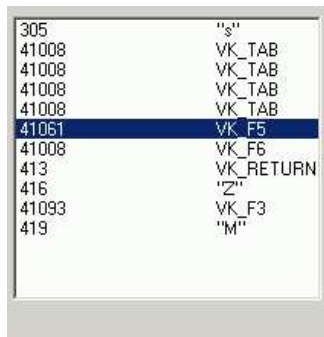 305 "s"
41008 VK_TAB
41008 VK_TAB
41008 VK_TAB
41008 VK_TAB
41061 VK_F5
41008 VK_F6
413 VK_RETURN
416 "Z"
41093 VK_F3
419 "M"